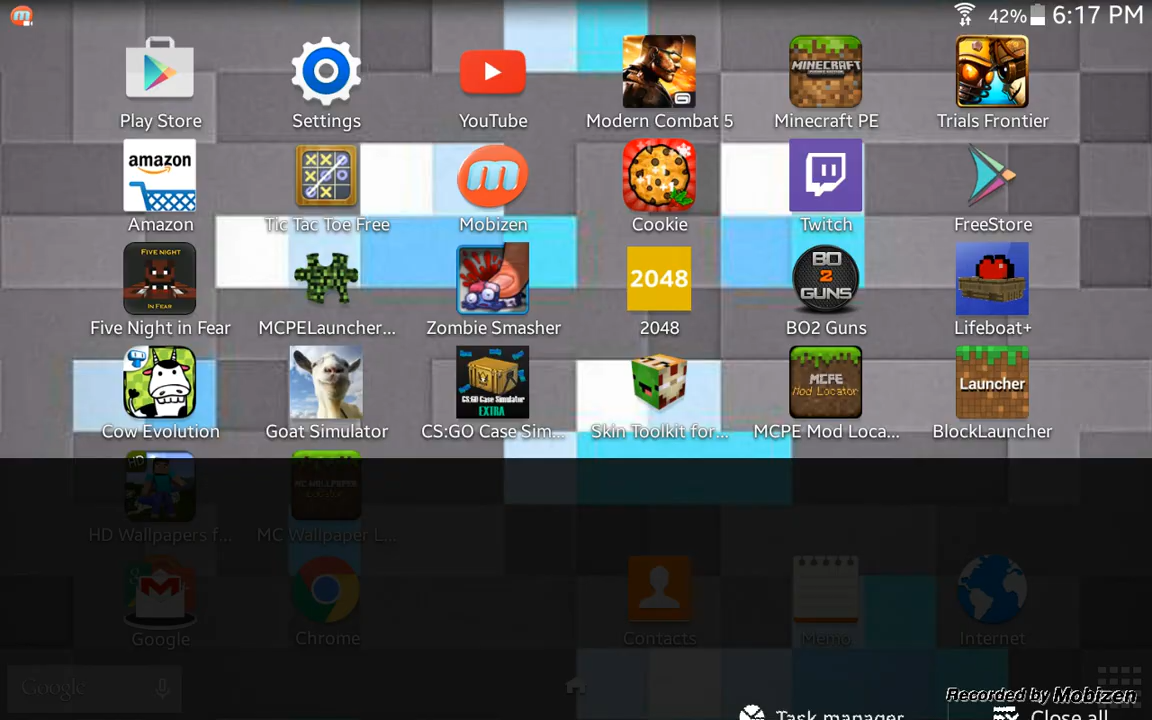 42% 6:17 PM
Play Store
Settings
YouTube
Modern Combat 5
MINECRAFT
Minecraft PE
Trials Frontier
amazon
Amazon
Tic Tac Toe Free
Mobizen
Cookie
Twitch
FreeStore
FIVE NIGHT
IN FEAR
Five Night in Fear
MCPELauncher...
Zombie Smasher
2048
2048
BO
2
GUNS
BO2 Guns
Lifeboat+
Cow Evolution
Goat Simulator
CS:GO Case Simulator
EXTRA
CS:GO Case Sim...
Skin Toolkit for...
MCPE
Mod Locator
MCPE Mod Loca...
Launcher
BlockLauncher
HD
HD Wallpapers f...
MC WALLPAPER
Locator
MC Wallpaper L...
Google
Chrome
Contacts
Memo
Internet
Google
Recorded by Mobizen
Task manager
Close all